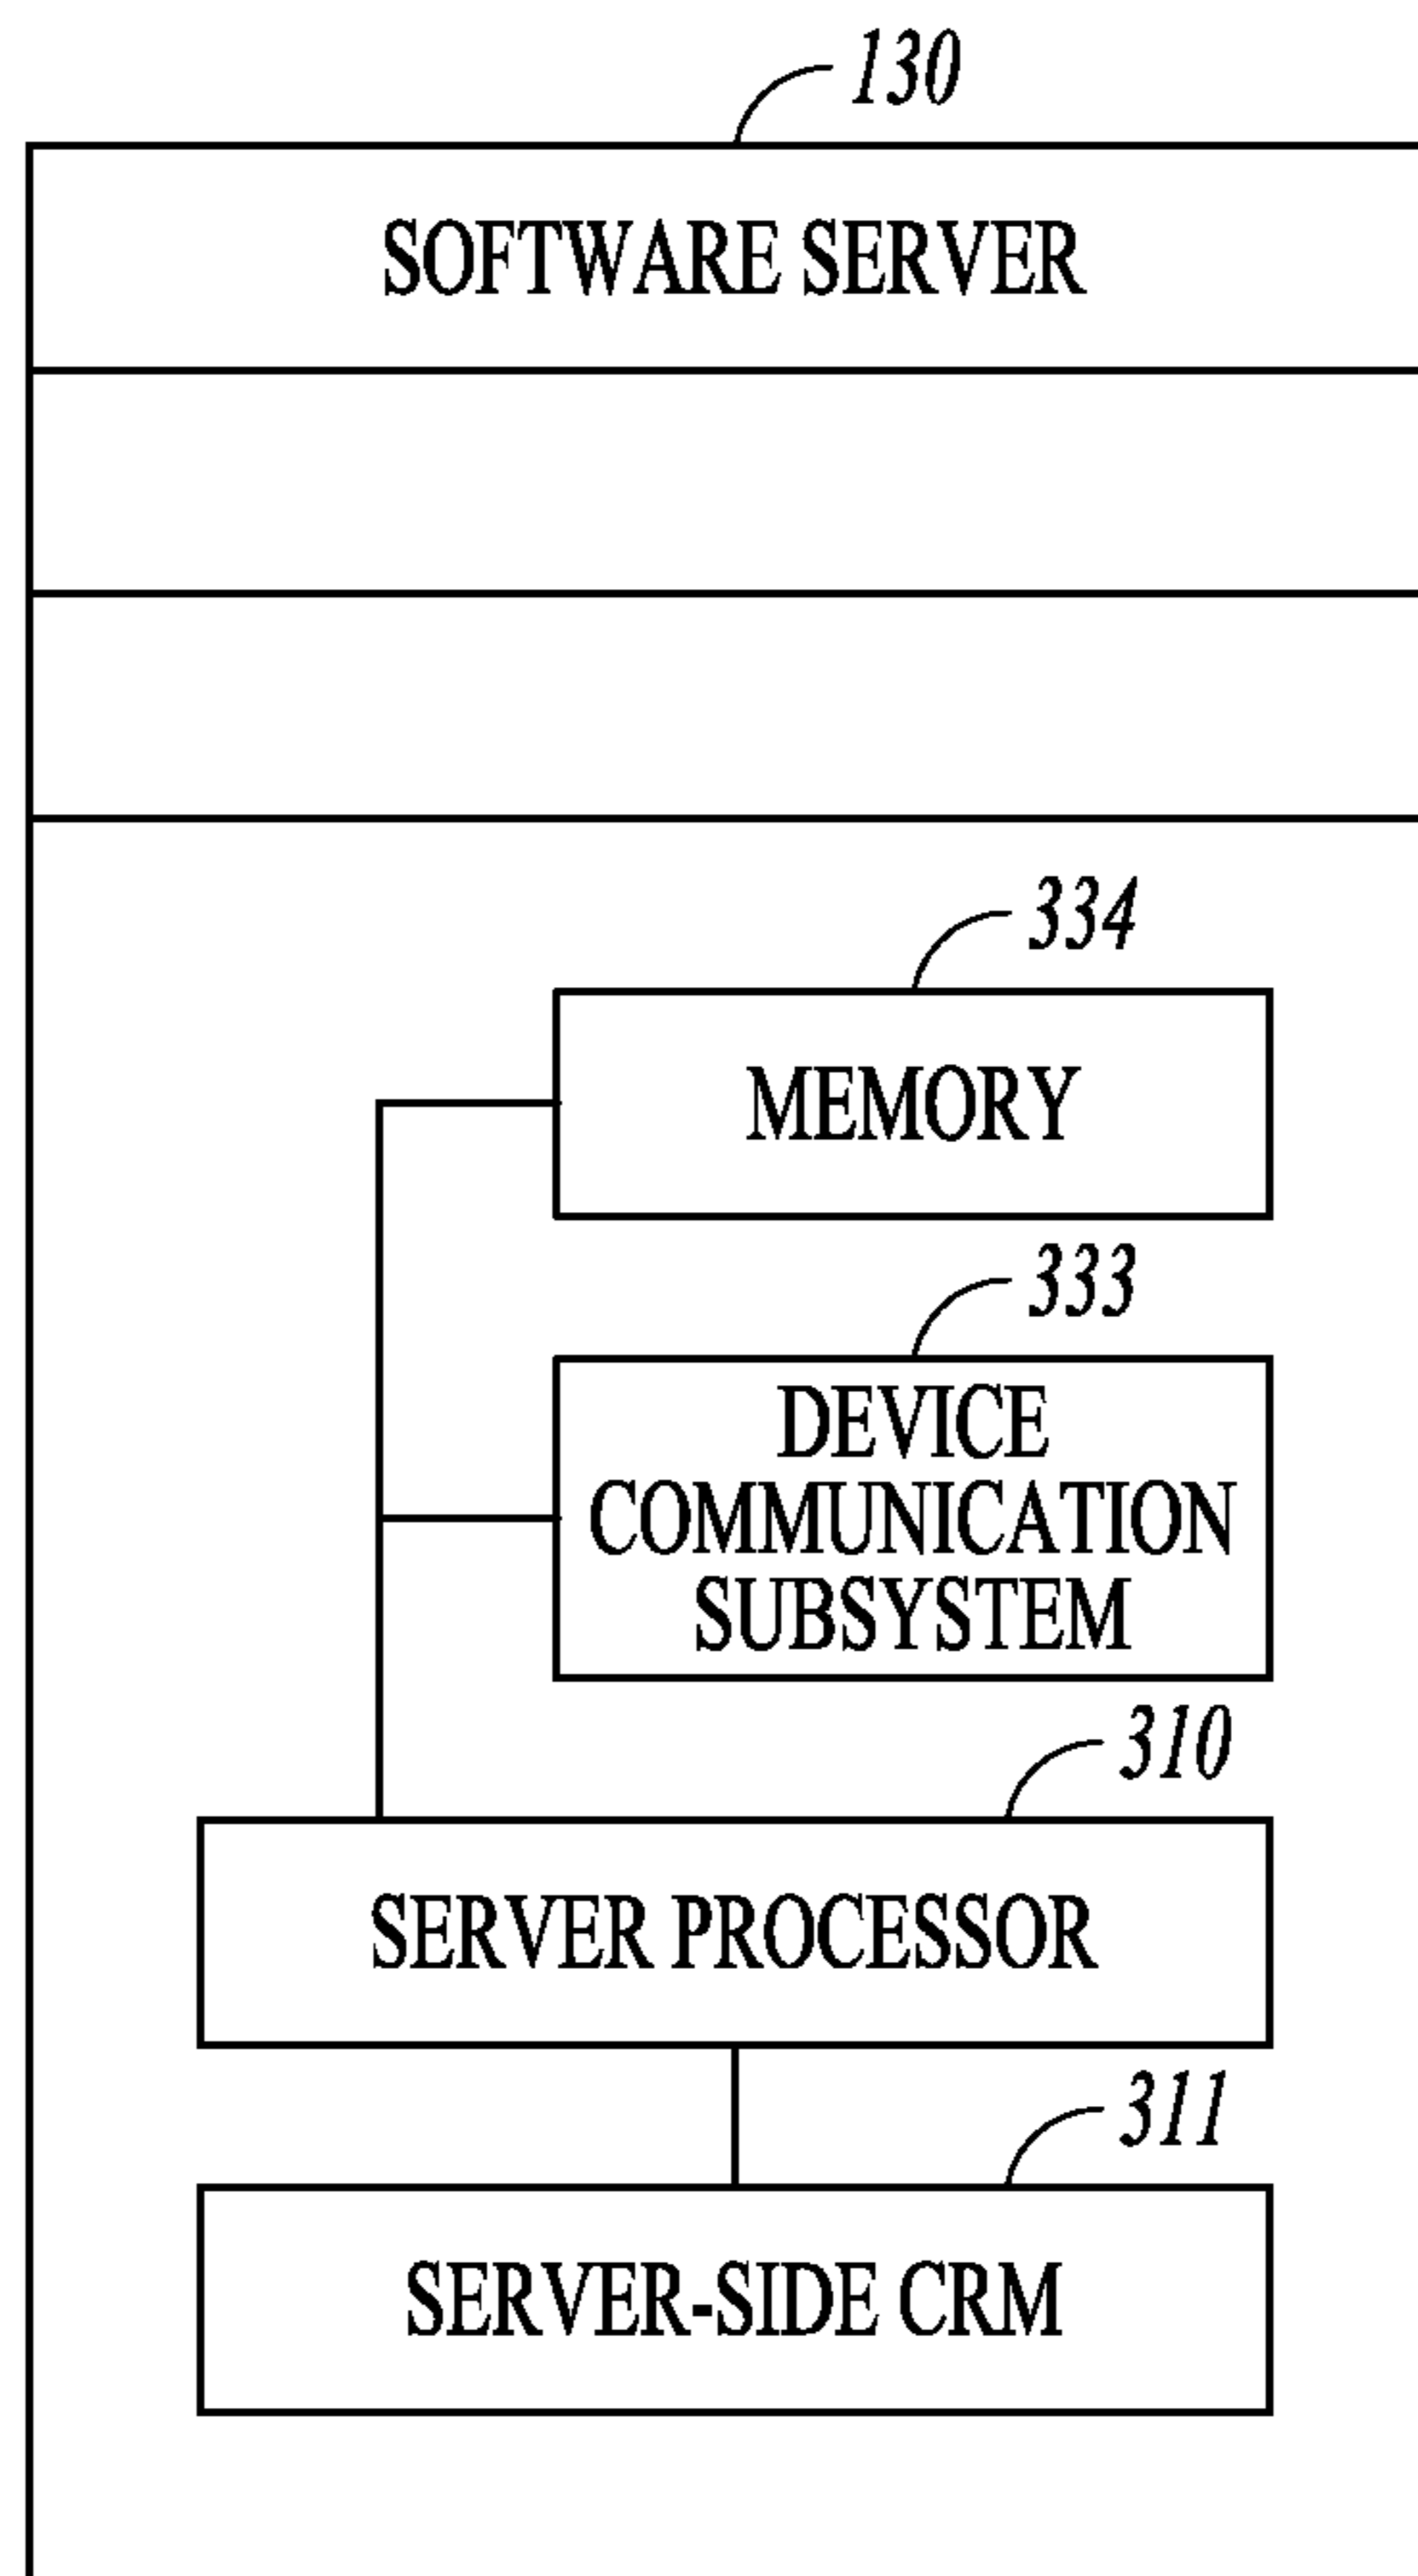 130
SOFTWARE SERVER
334
MEMORY
333
DEVICE
COMMUNICATION
SUBSYSTEM
310
SERVER PROCESSOR
311
SERVER-SIDE CRM